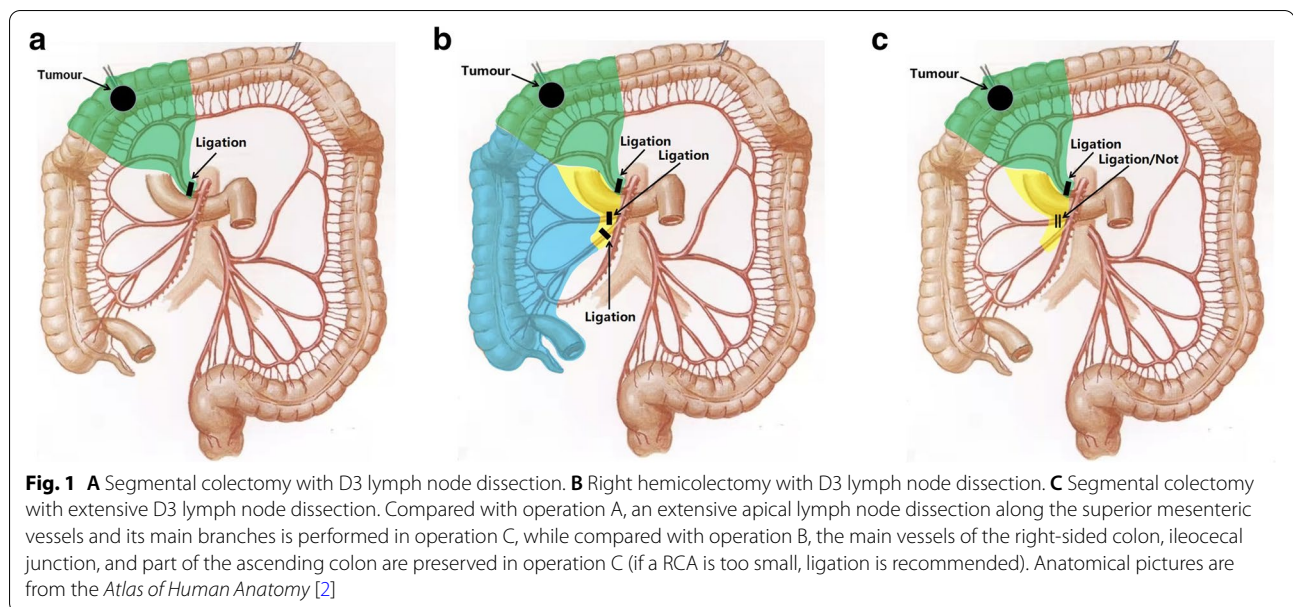 a
b
c
Tumour
Ligation
Tumour
Ligation
Ligation
Ligation
Tumour
Ligation
Ligation/Not
Fig. 1 A Segmental colectomy with D3 lymph node dissection. B Right hemicolectomy with D3 lymph node dissection. C Segmental colectomy
with extensive D3 lymph node dissection. Compared with operation A, an extensive apical lymph node dissection along the superior mesenteric
vessels and its main branches is performed in operation C, while compared with operation B, the main vessels of the right-sided colon, ileocecal
junction, and part of the ascending colon are preserved in operation C (if a RCA is too small, ligation is recommended). Anatomical pictures are
from the Atlas of Human Anatomy [2]